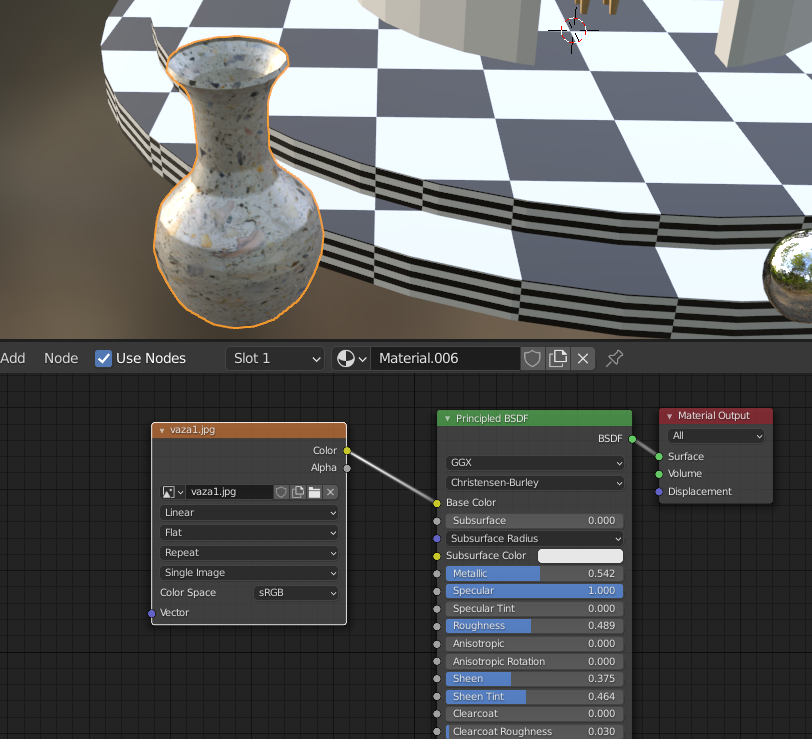 Add Node Use Nodes Slot 1 Material.006
vaza1.jpg
Color
Alpha
vaza1.jpg
Linear
Flat
Repeat
Single Image
Color Space sRGB
Vector
Principled BSDF
BSDF
GGX
Christensen-Burley
Base Color
Subsurface 0.000
Subsurface Radius
Subsurface Color
Metallic 0.542
Specular 1.000
Specular Tint 0.000
Roughness 0.489
Anisotropic 0.000
Anisotropic Rotation 0.000
Sheen 0.375
Sheen Tint 0.464
Clearcoat 0.000
Clearcoat Roughness 0.030
Material Output
All
Surface
Volume
Displacement